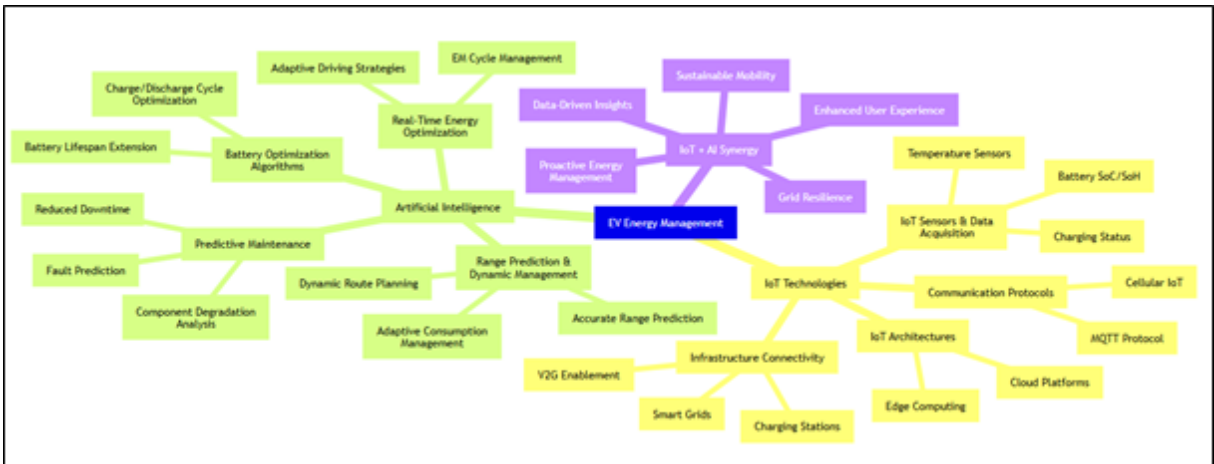 EV Energy Management
Artificial Intelligence
Real-Time Energy
Optimization
Adaptive Driving Strategies
EM Cycle Management
Battery Optimization
Algorithms
Charge/Discharge Cycle
Optimization
Battery Lifespan Extension
Predictive Maintenance
Reduced Downtime
Fault Prediction
Component Degradation
Analysis
Range Prediction &
Dynamic Management
Dynamic Route Planning
Adaptive Consumption
Management
Accurate Range Prediction
IoT + AI Synergy
Sustainable Mobility
Data-Driven Insights
Enhanced User Experience
Proactive Energy
Management
Grid Resilience
IoT Technologies
IoT Sensors & Data
Acquisition
Temperature Sensors
Battery SoC/SoH
Charging Status
Communication Protocols
Cellular IoT
MQTT Protocol
IoT Architectures
Cloud Platforms
Edge Computing
Infrastructure Connectivity
V2G Enablement
Smart Grids
Charging Stations